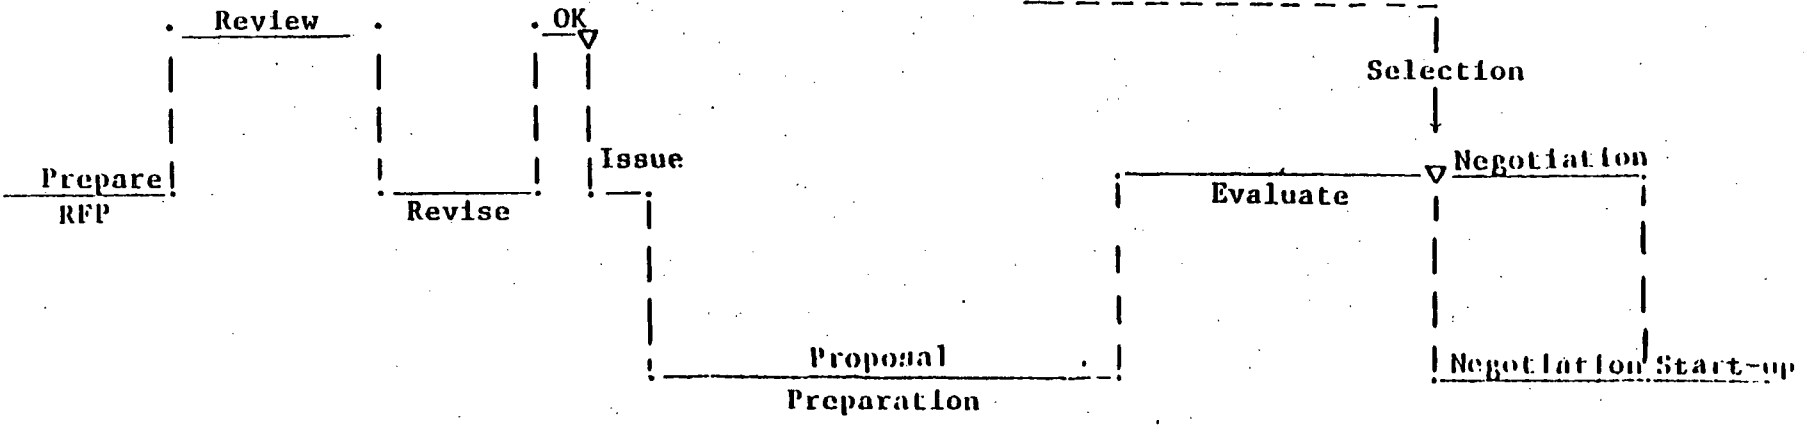 Review
OK
Selection
Issue
Negotiation
Prepare
RFP
Revise
Evaluate
Proposal
Preparation
Negotiation Start-up